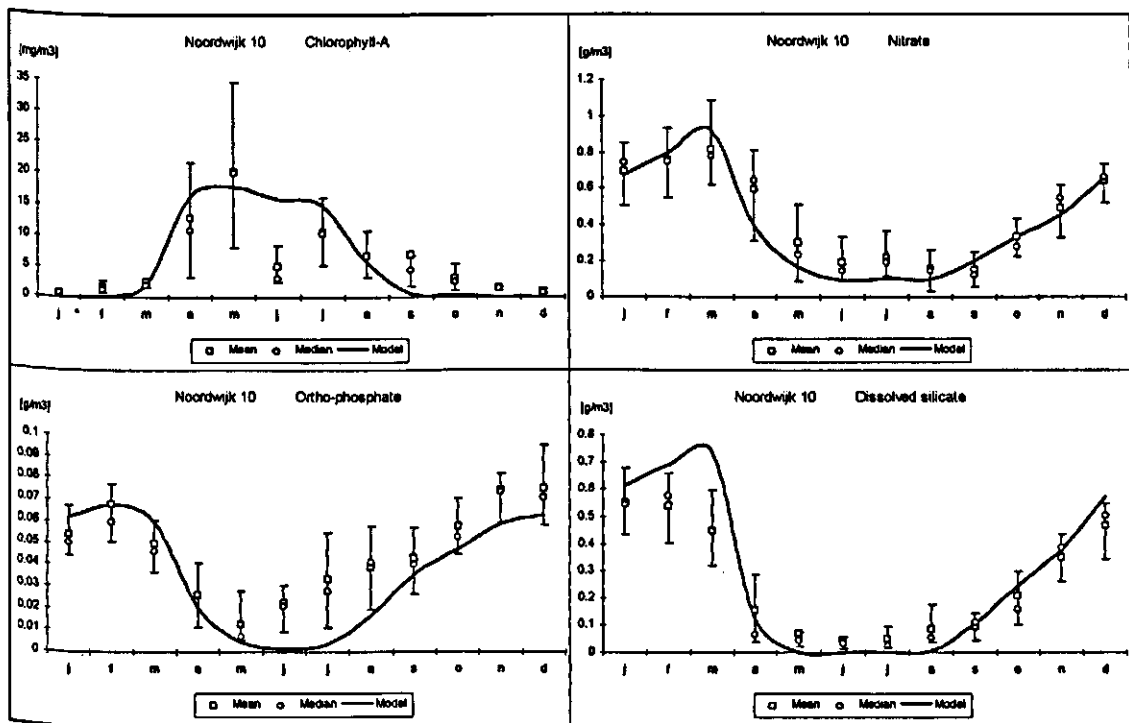 Noordwijk 10 Chlorophyll-A
[mg/m3]
35
30
25
20
15
10
5
0
j f m a m j j a s o n d
Mean Median Model
Noordwijk 10 Nitrate
[g/m3]
1.2
1
0.8
0.6
0.4
0.2
0
j f m a m j j a s o n d
Mean Median Model
Noordwijk 10 Ortho-phosphate
[g/m3]
0.1
0.09
0.08
0.07
0.06
0.05
0.04
0.03
0.02
0.01
0
j f m a m j j a s o n d
Mean Median Model
Noordwijk 10 Dissolved silicate
[g/m3]
0.8
0.7
0.6
0.5
0.4
0.3
0.2
0.1
0
j f m a m j j a s o n d
Mean Median Model